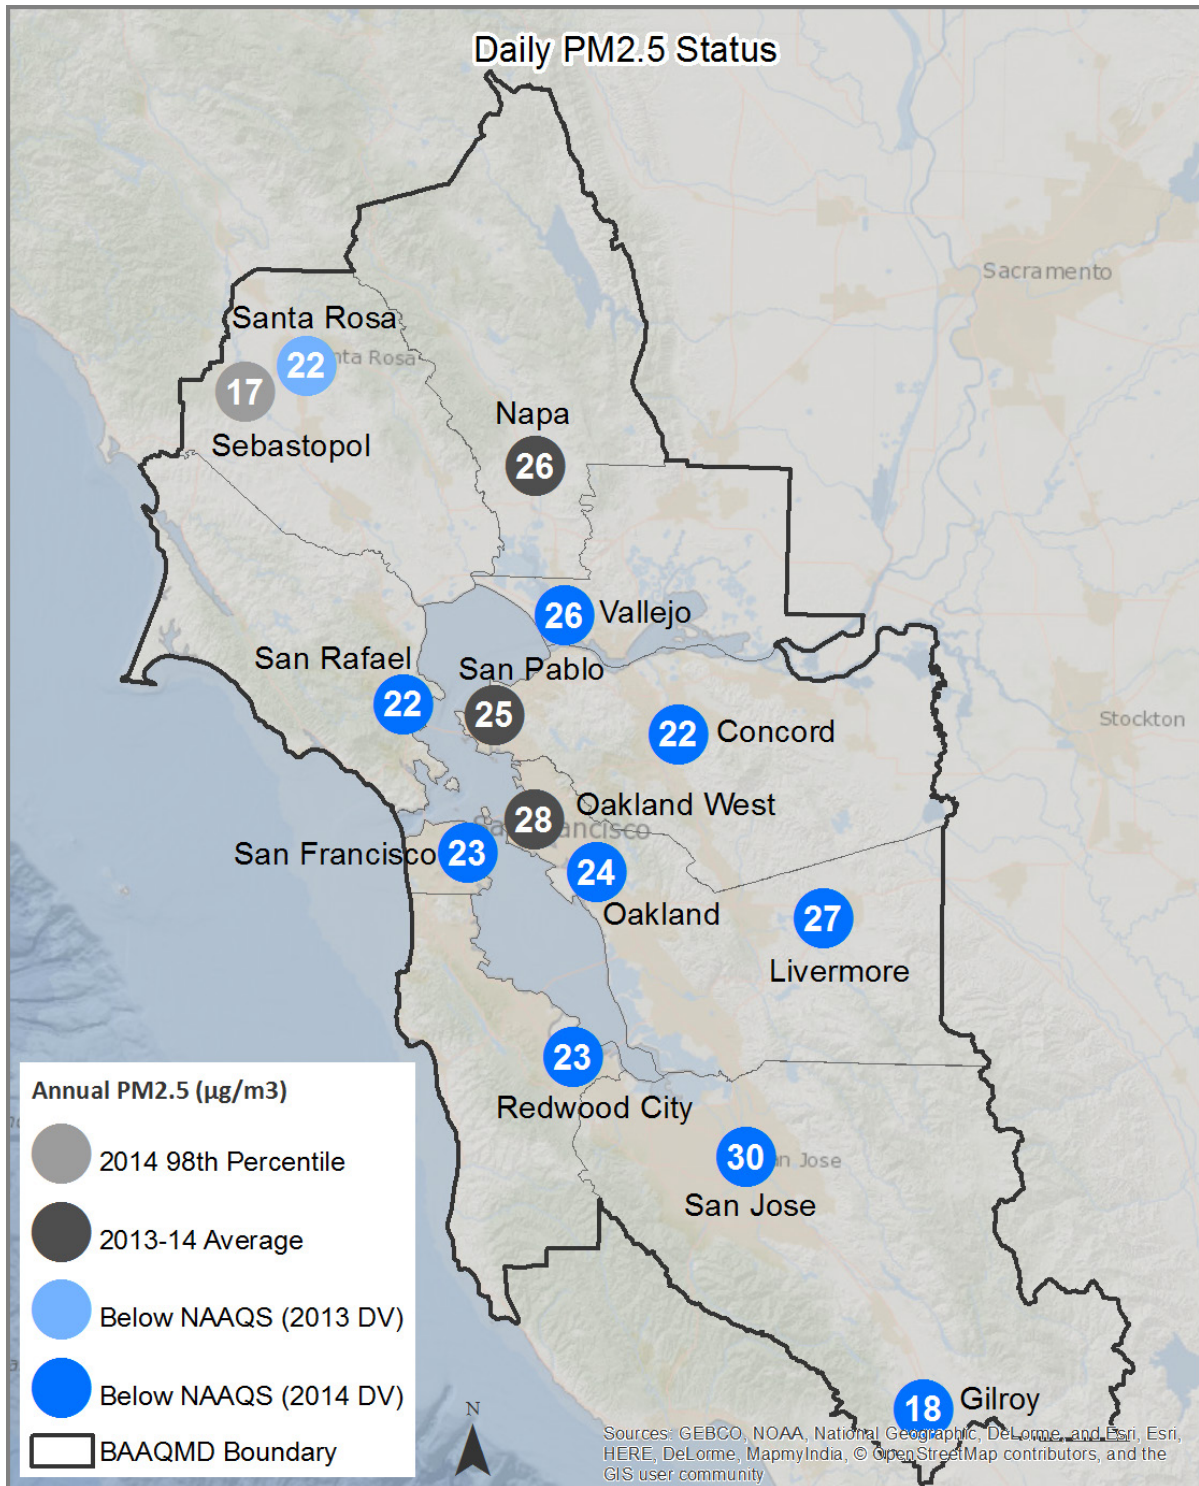 Daily PM2.5 Status
Sacramento
Santa Rosa
22
nta Rosa
17
Sebastopol
Napa
26
26 Vallejo
San Rafael
San Pablo
22
25
Stockton
22 Concord
Oakland West
28
San Francisco 23
24
Oakland
27
Livermore
23
Redwood City
30
an Jose
San Jose
18 Gilroy
Annual PM2.5 (µg/m3)
2014 98th Percentile
2013-14 Average
Below NAAQS (2013 DV)
Below NAAQS (2014 DV)
BAAQMD Boundary
N
Sources: GEBCO, NOAA, National Geographic, DeLorme, and Esri, Esri,
HERE, DeLorme, MapmyIndia, © OpenStreetMap contributors, and the
GIS user community